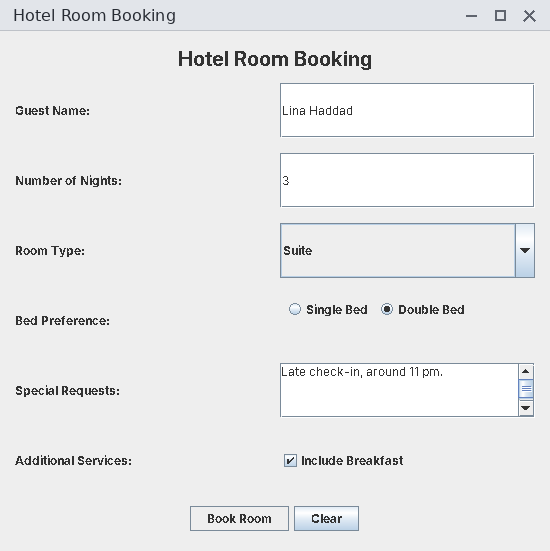 Hotel Room Booking
Hotel Room Booking
Guest Name: Lina Haddad
Number of Nights: 3
Room Type: Suite
Bed Preference: Single Bed Double Bed
Special Requests: Late check-in, around 11 pm.
Additional Services: Include Breakfast
Book Room Clear